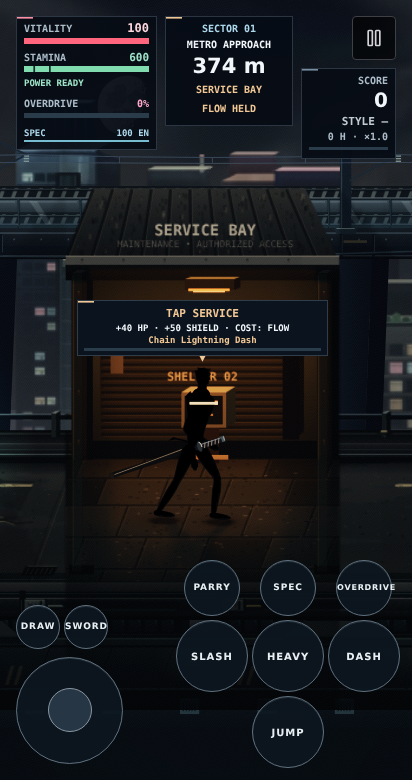 VITALITY 100
STAMINA 600
POWER READY
OVERDRIVE 0%
SPEC 100 EN
SECTOR 01
METRO APPROACH
374 m
SERVICE BAY
FLOW HELD
SCORE
0
STYLE —
0 H · ×1.0
SERVICE BAY
MAINTENANCE • AUTHORIZED ACCESS
TAP SERVICE
+40 HP · +50 SHIELD · COST: FLOW
Chain Lightning Dash
02
PARRY
SPEC
OVERDRIVE
DRAW
SWORD
SLASH
HEAVY
DASH
JUMP